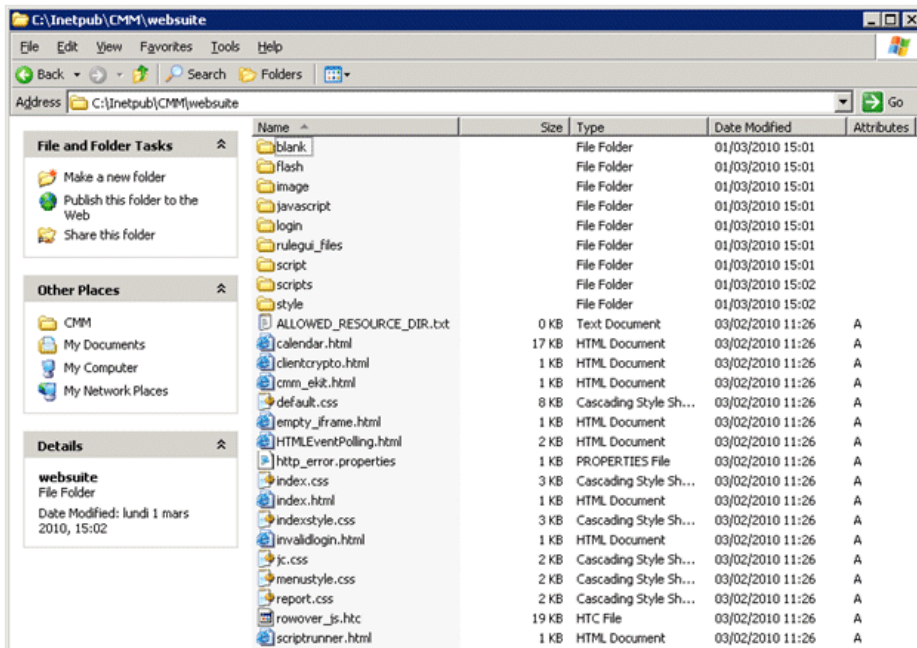 C:\Inetpub\CMM\websuite
File Edit View Favorites Tools Help
Back Search Folders
Address C:\Inetpub\CMM\websuite Go
File and Folder Tasks
Make a new folder
Publish this folder to the
Web
Share this folder
Other Places
CMM
My Documents
My Computer
My Network Places
Details
websuite
File Folder
Date Modified: lundi 1 mars
2010, 15:02
Name Size Type Date Modified Attributes
blank File Folder 01/03/2010 15:01
flash File Folder 01/03/2010 15:01
image File Folder 01/03/2010 15:01
javascript File Folder 01/03/2010 15:01
login File Folder 01/03/2010 15:01
rulegui_files File Folder 01/03/2010 15:01
script File Folder 01/03/2010 15:01
scripts File Folder 01/03/2010 15:02
style File Folder 01/03/2010 15:02
ALLOWED_RESOURCE_DIR.txt 0 KB Text Document 03/02/2010 11:26 A
calendar.html 17 KB HTML Document 03/02/2010 11:26 A
clientcrypto.html 1 KB HTML Document 03/02/2010 11:26 A
cmm_ekit.html 1 KB HTML Document 03/02/2010 11:26 A
default.css 8 KB Cascading Style Sh... 03/02/2010 11:26 A
empty_iframe.html 1 KB HTML Document 03/02/2010 11:26 A
HTMLEventPolling.html 2 KB HTML Document 03/02/2010 11:26 A
http_error.properties 1 KB PROPERTIES File 03/02/2010 11:26 A
index.css 3 KB Cascading Style Sh... 03/02/2010 11:26 A
index.html 1 KB HTML Document 03/02/2010 11:26 A
indexstyle.css 3 KB Cascading Style Sh... 03/02/2010 11:26 A
invalidlogin.html 1 KB HTML Document 03/02/2010 11:26 A
jc.css 2 KB Cascading Style Sh... 03/02/2010 11:26 A
menustyle.css 2 KB Cascading Style Sh... 03/02/2010 11:26 A
report.css 2 KB Cascading Style Sh... 03/02/2010 11:26 A
rowover_js.htc 19 KB HTC File 03/02/2010 11:26 A
scriptrunner.html 1 KB HTML Document 03/02/2010 11:26 A